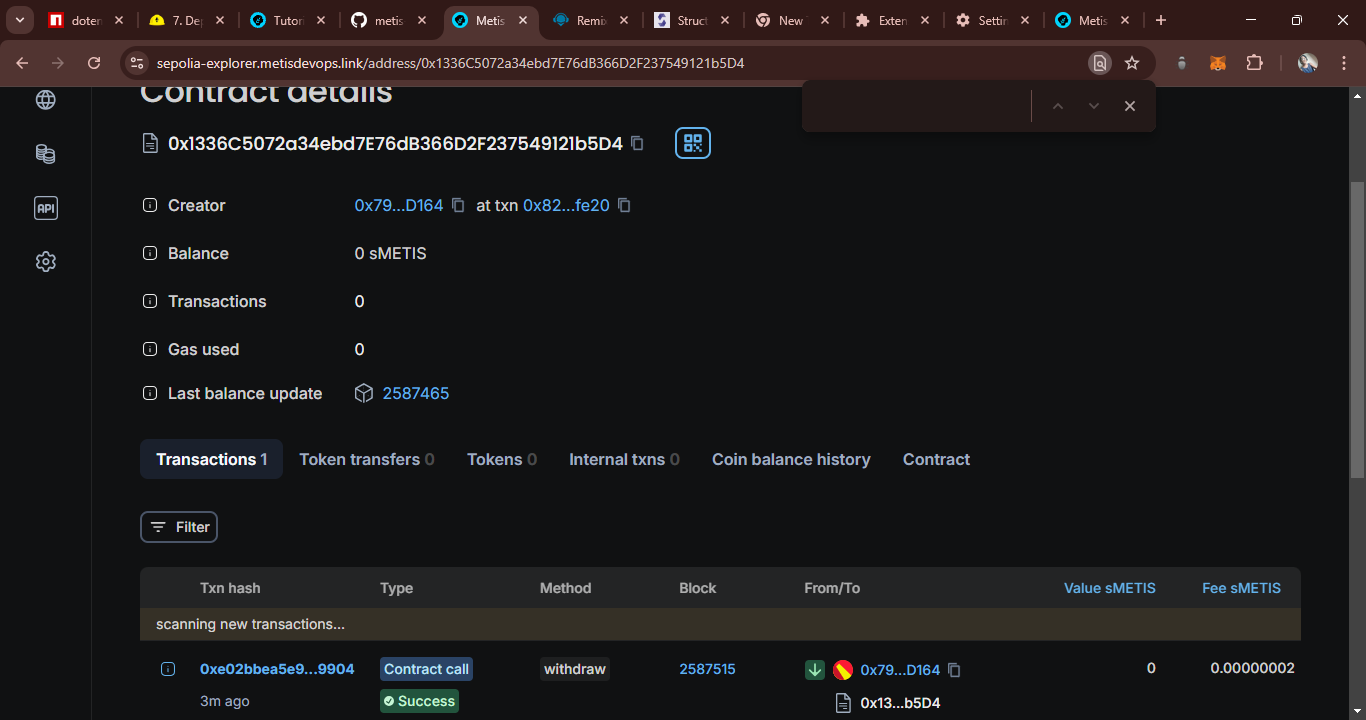 doten
7. De
Tutori
metis
Metis
Remix
Struct
New
Exten
Settin
Metis
sepolia-explorer.metisdevops.link/address/0x1336C5072a34ebd7E76dB366D2F237549121b5D4
Contract details
0x1336C5072a34ebd7E76dB366D2F237549121b5D4
API
Creator 0x79...D164 at txn 0x82...fe20
Balance 0 sMETIS
Transactions 0
Gas used 0
Last balance update 2587465
Transactions 1 Token transfers 0 Tokens 0 Internal txns 0 Coin balance history Contract
Filter
Txn hash Type Method Block From/To Value sMETIS Fee sMETIS
scanning new transactions...
0xe02bbea5e9...9904 Contract call withdraw 2587515 0x79...D164 0 0.00000002
3m ago Success 0x13...b5D4